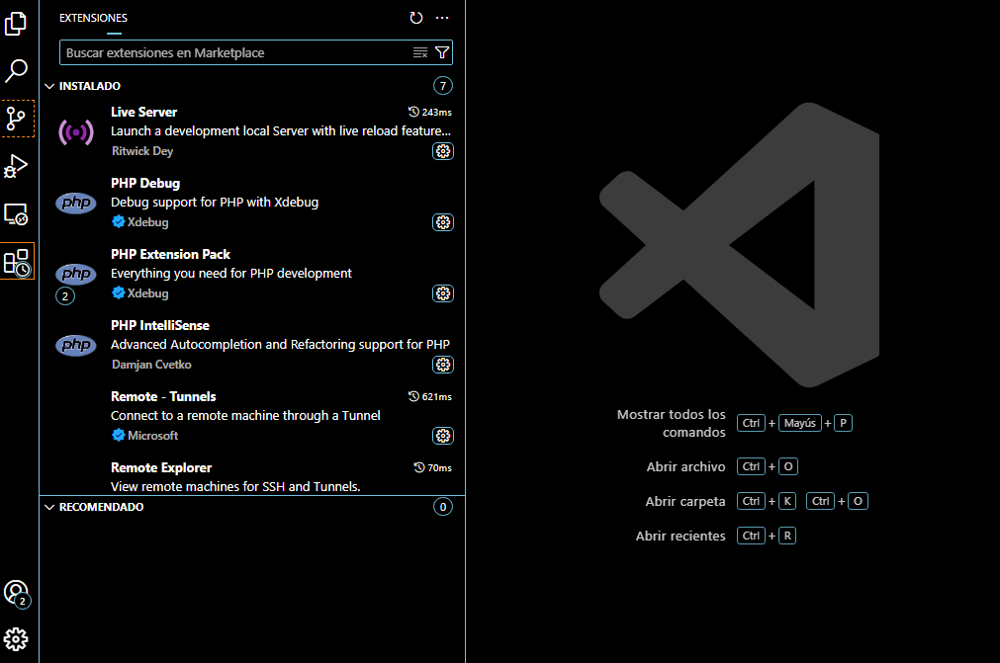 EXTENSIONES
Buscar extensiones en Marketplace
INSTALADO 7
Live Server 243ms
Launch a development local Server with live reload feature...
Ritwick Dey
php PHP Debug
Debug support for PHP with Xdebug
Xdebug
php PHP Extension Pack
Everything you need for PHP development
2 Xdebug
php PHP IntelliSense
Advanced Autocompletion and Refactoring support for PHP
Damjan Cvetko
Remote - Tunnels 621ms
Connect to a remote machine through a Tunnel
Microsoft
Remote Explorer 70ms
View remote machines for SSH and Tunnels.
RECOMENDADO 0
2
Mostrar todos los
comandos Ctrl + Mayús + P
Abrir archivo Ctrl + O
Abrir carpeta Ctrl + K Ctrl + O
Abrir recientes Ctrl + R